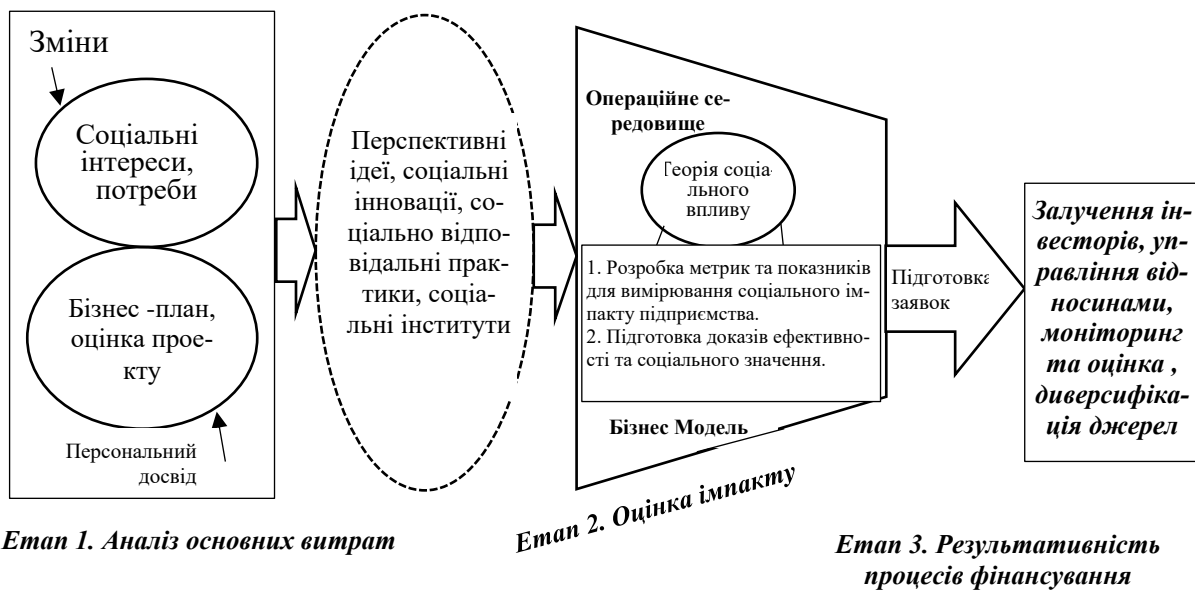 Зміни
Соціальні
інтереси,
потреби
Бізнес -план,
оцінка прое-
кту
Персональний
досвід
Перспективні
ідеї, соціальні
інновації, со-
ціально відпо-
відальні прак-
тики, соціа-
льні інститути
Операційне се-
редовище
Теорія соціа-
льного
впливу
1. Розробка метрик та показників
для вимірювання соціального ім-
пакту підприємства.
2. Підготовка доказів ефективно-
сті та соціального значення.
Бізнес Модель
Підготовка
заявок
Залучення ін-
весторів, уп-
равління від-
носинами,
моніторинг
та оцінка ,
диверсифіка-
ція джерел
Етап 1. Аналіз основних витрат
Етап 2. Оцінка імпакту
Етап 3. Результативність
процесів фінансування